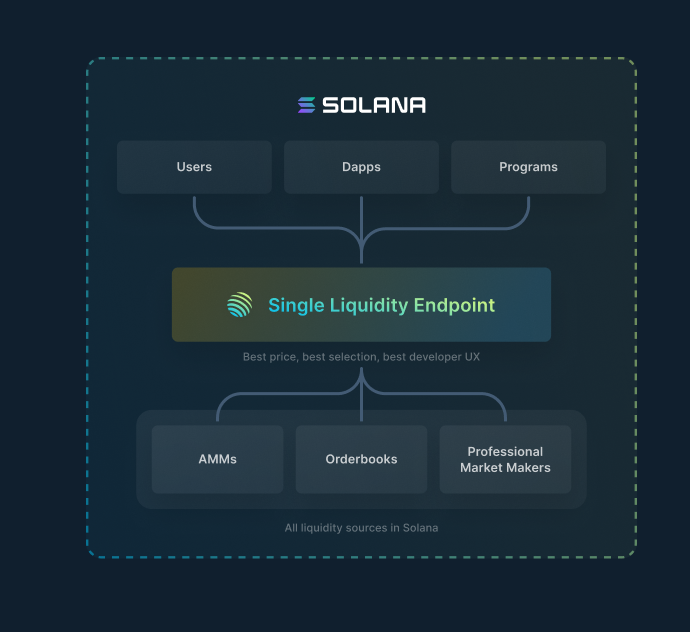 SOLANA
Users
Dapps
Programs
Single Liquidity Endpoint
Best price, best selection, best developer UX
AMMs
Orderbooks
Professional
Market Makers
All liquidity sources in Solana